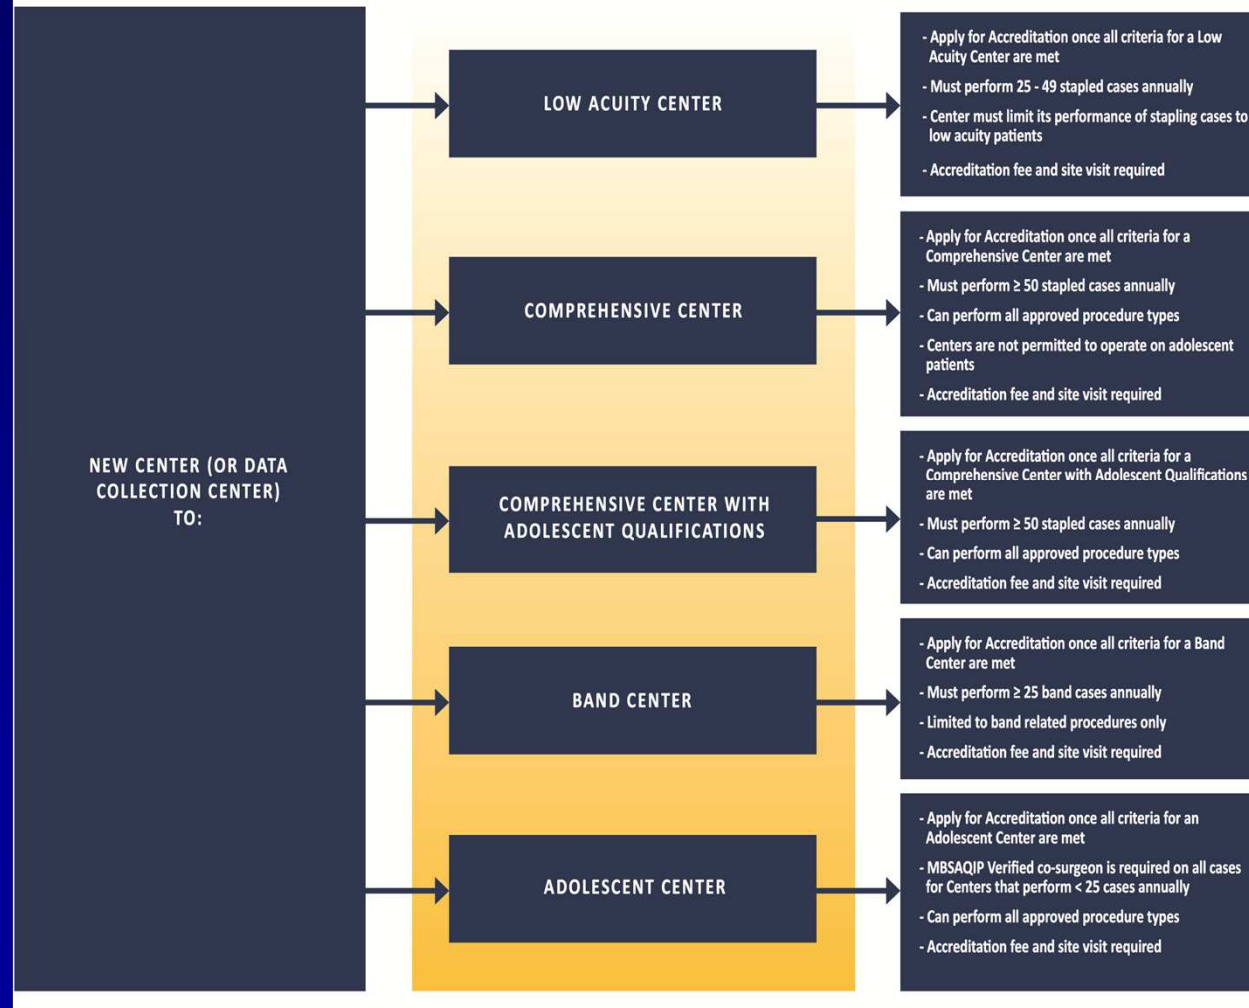 NEW CENTER (OR DATA
COLLECTION CENTER)
TO:
LOW ACUITY CENTER
- Apply for Accreditation once all criteria for a Low
Acuity Center are met
- Must perform 25 - 49 stapled cases annually
- Center must limit its performance of stapling cases to
low acuity patients
- Accreditation fee and site visit required
COMPREHENSIVE CENTER
- Apply for Accreditation once all criteria for a
Comprehensive Center are met
- Must perform ≥ 50 stapled cases annually
- Can perform all approved procedure types
- Centers are not permitted to operate on adolescent
patients
- Accreditation fee and site visit required
COMPREHENSIVE CENTER WITH
ADOLESCENT QUALIFICATIONS
- Apply for Accreditation once all criteria for a
Comprehensive Center with Adolescent Qualifications
are met
- Must perform ≥ 50 stapled cases annually
- Can perform all approved procedure types
- Accreditation fee and site visit required
BAND CENTER
- Apply for Accreditation once all criteria for a Band
Center are met
- Must perform ≥ 25 band cases annually
- Limited to band related procedures only
- Accreditation fee and site visit required
ADOLESCENT CENTER
- Apply for Accreditation once all criteria for an
Adolescent Center are met
- MBSAQIP Verified co-surgeon is required on all cases
for Centers that perform < 25 cases annually
- Can perform all approved procedure types
- Accreditation fee and site visit required